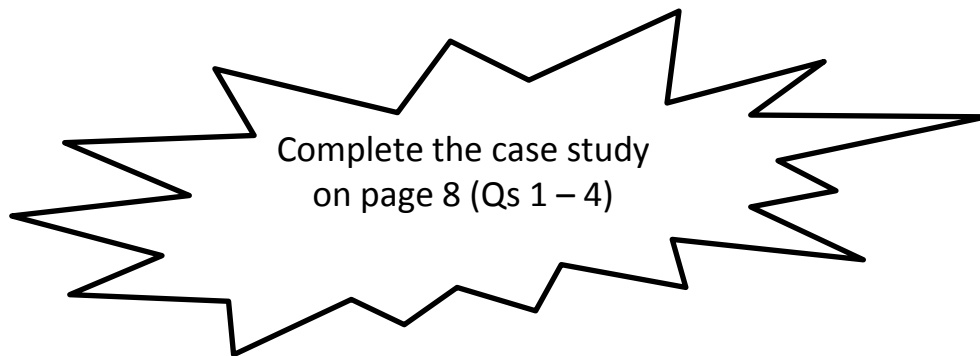 Complete the case study
on page 8 (Qs 1 – 4)